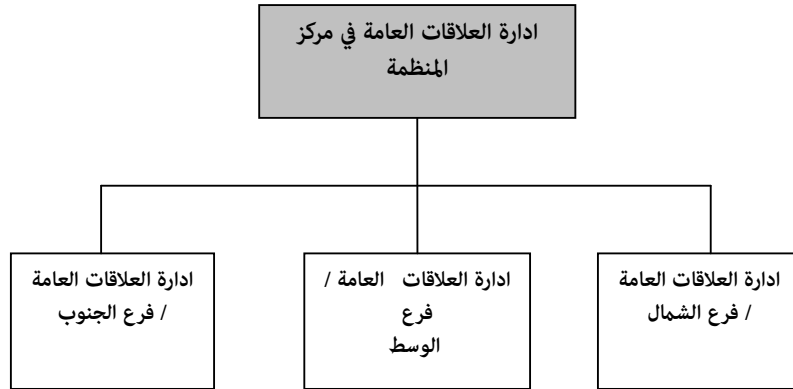 ادارة العلاقات العامة في مركز
المنظمة
ادارة العلاقات العامة
/ فرع الشمال
ادارة العلاقات العامة /
فرع
الوسط
ادارة العلاقات العامة
/ فرع الجنوب